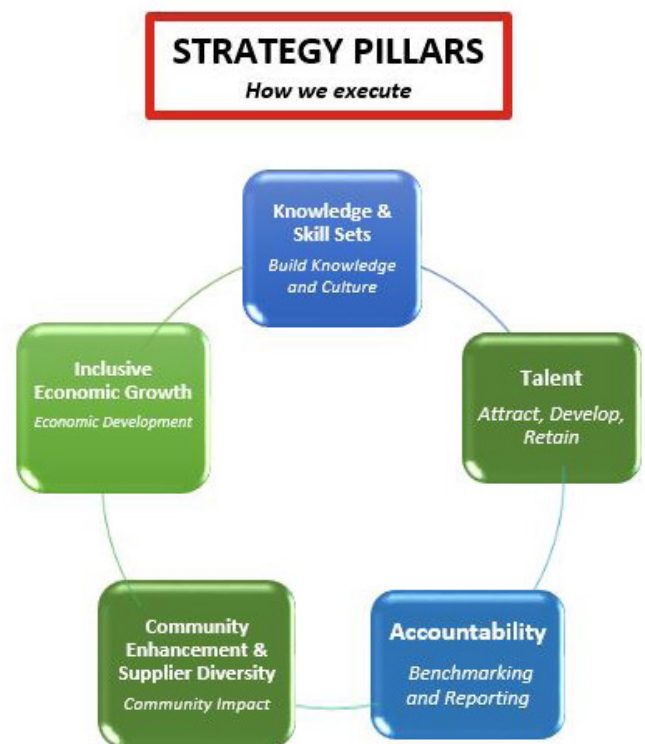 STRATEGY PILLARS
How we execute
Knowledge &
Skill Sets
Build Knowledge
and Culture
Talent
Attract, Develop,
Retain
Accountability
Benchmarking
and Reporting
Community
Enhancement &
Supplier Diversity
Community Impact
Inclusive
Economic Growth
Economic Development